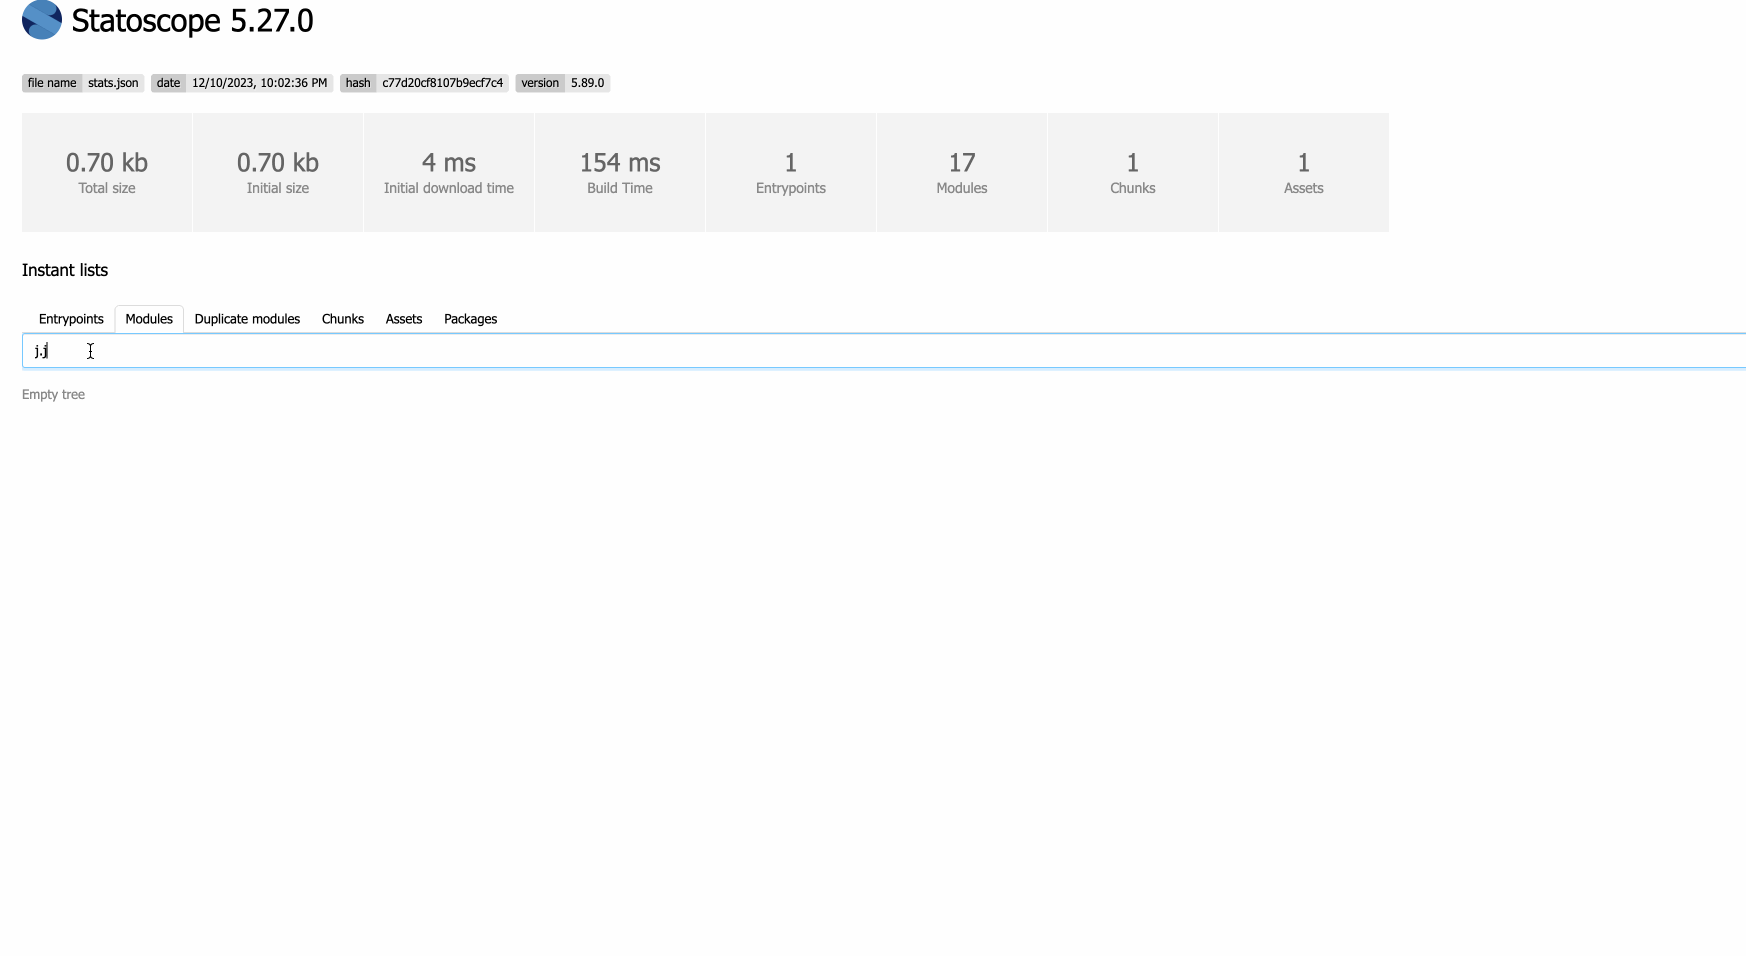 Statoscope 5.27.0
file name stats.json date 12/10/2023, 10:02:36 PM hash c77d20cf8107b9ecf7c4 version 5.89.0
0.70 kb 0.70 kb 4 ms 154 ms 1 17 1 1
Total size Initial size Initial download time Build Time Entrypoints Modules Chunks Assets
Instant lists
Entrypoints Modules Duplicate modules Chunks Assets Packages
j.j
Empty tree